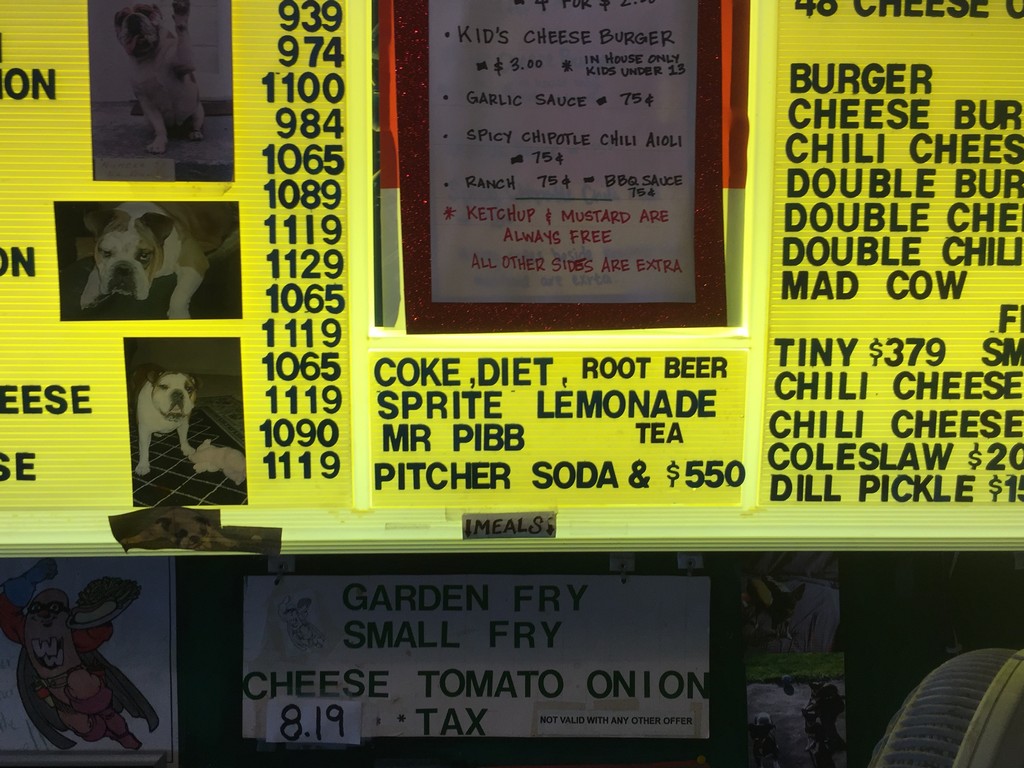 939
974
ION 1100
984
1065
1089
1119
ON 1129
1065
1119
1065
EESE 1119
1090
SE 1119
4 FOR $ 2.
• KID'S CHEESE BURGER
= $3.00 * IN HOUSE ONLY
KIDS UNDER 13
• GARLIC SAUCE = 75¢
• SPICY CHIPOTLE CHILI AIOLI
= 75¢
• RANCH 75¢ = BBQ SAUCE
75¢
* KETCHUP & MUSTARD ARE
ALWAYS FREE
ALL OTHER SIDES ARE EXTRA
COKE, DIET, ROOT BEER
SPRITE LEMONADE
MR PIBB TEA
PITCHER SODA & $550
48 CHEESE
BURGER
CHEESE BUR
CHILI CHEES
DOUBLE BUR
DOUBLE CHE
DOUBLE CHILI
MAD COW
F
TINY $379 SM
CHILI CHEESE
CHILI CHEESE
COLESLAW $20
DILL PICKLE $1
MEALS
W
GARDEN FRY
SMALL FRY
CHEESE TOMATO ONION
8.19 * TAX NOT VALID WITH ANY OTHER OFFER